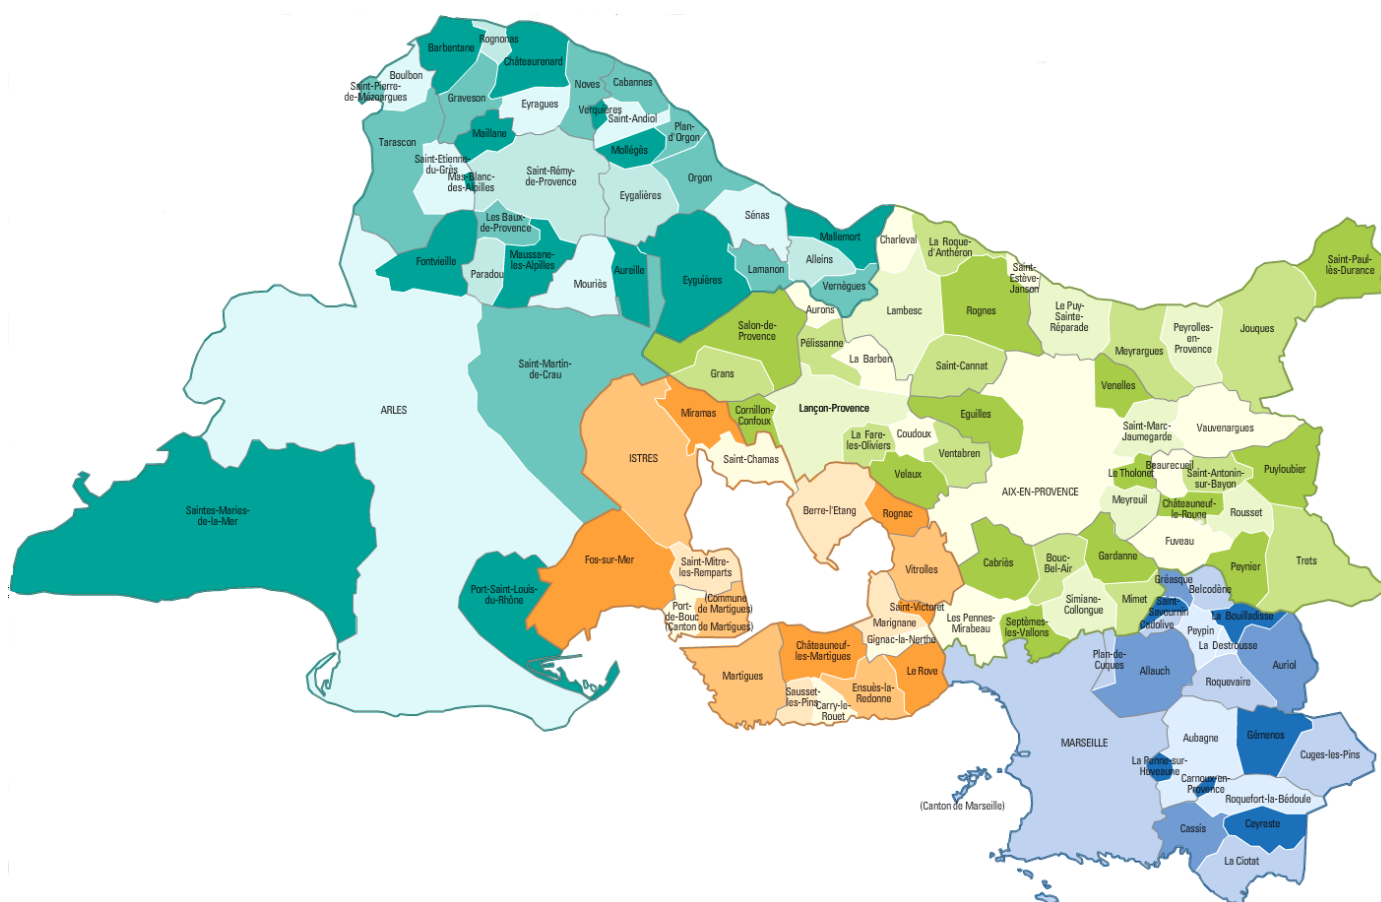 Rognonas
Barbentane
Châteaurenard
Boulbon
Saint-Pierre-
de-Mézoargues
Graveson
Noves
Cabannes
Eyragues
Verquières
Saint-Andiol
Plan-
d'Orgon
Maillane
Tarascon
Mollégès
Saint-Etienne-
du-Grès
Mas-Blanc-
des-Alpilles
Saint-Rémy-
de-Provence
Orgon
Eygalières
Sénas
Les Baux-
de-Provence
Mallemort
Charleval
La Roque-
d'Anthéron
Fontvieille
Paradou
Maussane-
les-Alpilles
Mouriès
Aureille
Eyguières
Lamanon
Alleins
Vernègues
Saint-
Estève-
Janson
Saint-Paul
lès-Durance
Aurons
Lambesc
Rognes
Le Puy-
Sainte-
Réparade
Peyrolles-
en-
Provence
Jouques
Salon-de-
Provence
Pélissanne
La Barben
Meyrargues
Saint-Martin-
de-Crau
Grans
Saint-Cannat
Venelles
ARLES
Miramas
Cornillon-
Confoux
Lançon-Provence
Eguilles
Saint-Marc-
Jaumegarde
Vauvenargues
La Fare-
les-Oliviers
Coudoux
Ventabren
ISTRES
Saint-Chamas
Velaux
Le Tholonet
Beaurecueil
Saint-Antonin-
sur-Bayon
Puyloubier
AIX-EN-PROVENCE
Saintes-Maries-
de-la-Mer
Berre-l'Etang
Rognac
Meyreuil
Châteauneuf-
le-Rouge
Rousset
Fuveau
Fos-sur-Mer
Saint-Mitre-
les-Remparts
Vitrolles
Cabriès
Bouc-
Bel-Air
Gardanne
Peynier
Trets
Port-Saint-Louis-
du-Rhône
Port-
de-Bouc
(Canton de Martigues)
(Commune
de Martigues)
Saint-Victoret
Marignane
Gignac-la-Nerthe
Les Pennes-
Mirabeau
Septèmes-
les-Vallons
Simiane-
Collongue
Mimet
Gréasque
Belcodène
Saint-
Savournin
Cadolive
La Bouilladisse
Peypin
La Destrousse
Martigues
Châteauneuf-
les-Martigues
Le Rove
Sausset-
les-Pins
Carry-le-
Rouet
Ensuès-la-
Redonne
Plan-de-
Cuques
Allauch
Roquevaire
Auriol
MARSEILLE
Aubagne
Gémenos
Cuges-les-Pins
La Penne-sur-
Huveaune
Carnoux-en-
Provence
Roquefort-la-Bédoule
(Canton de Marseille)
Cassis
Ceyreste
La Ciotat